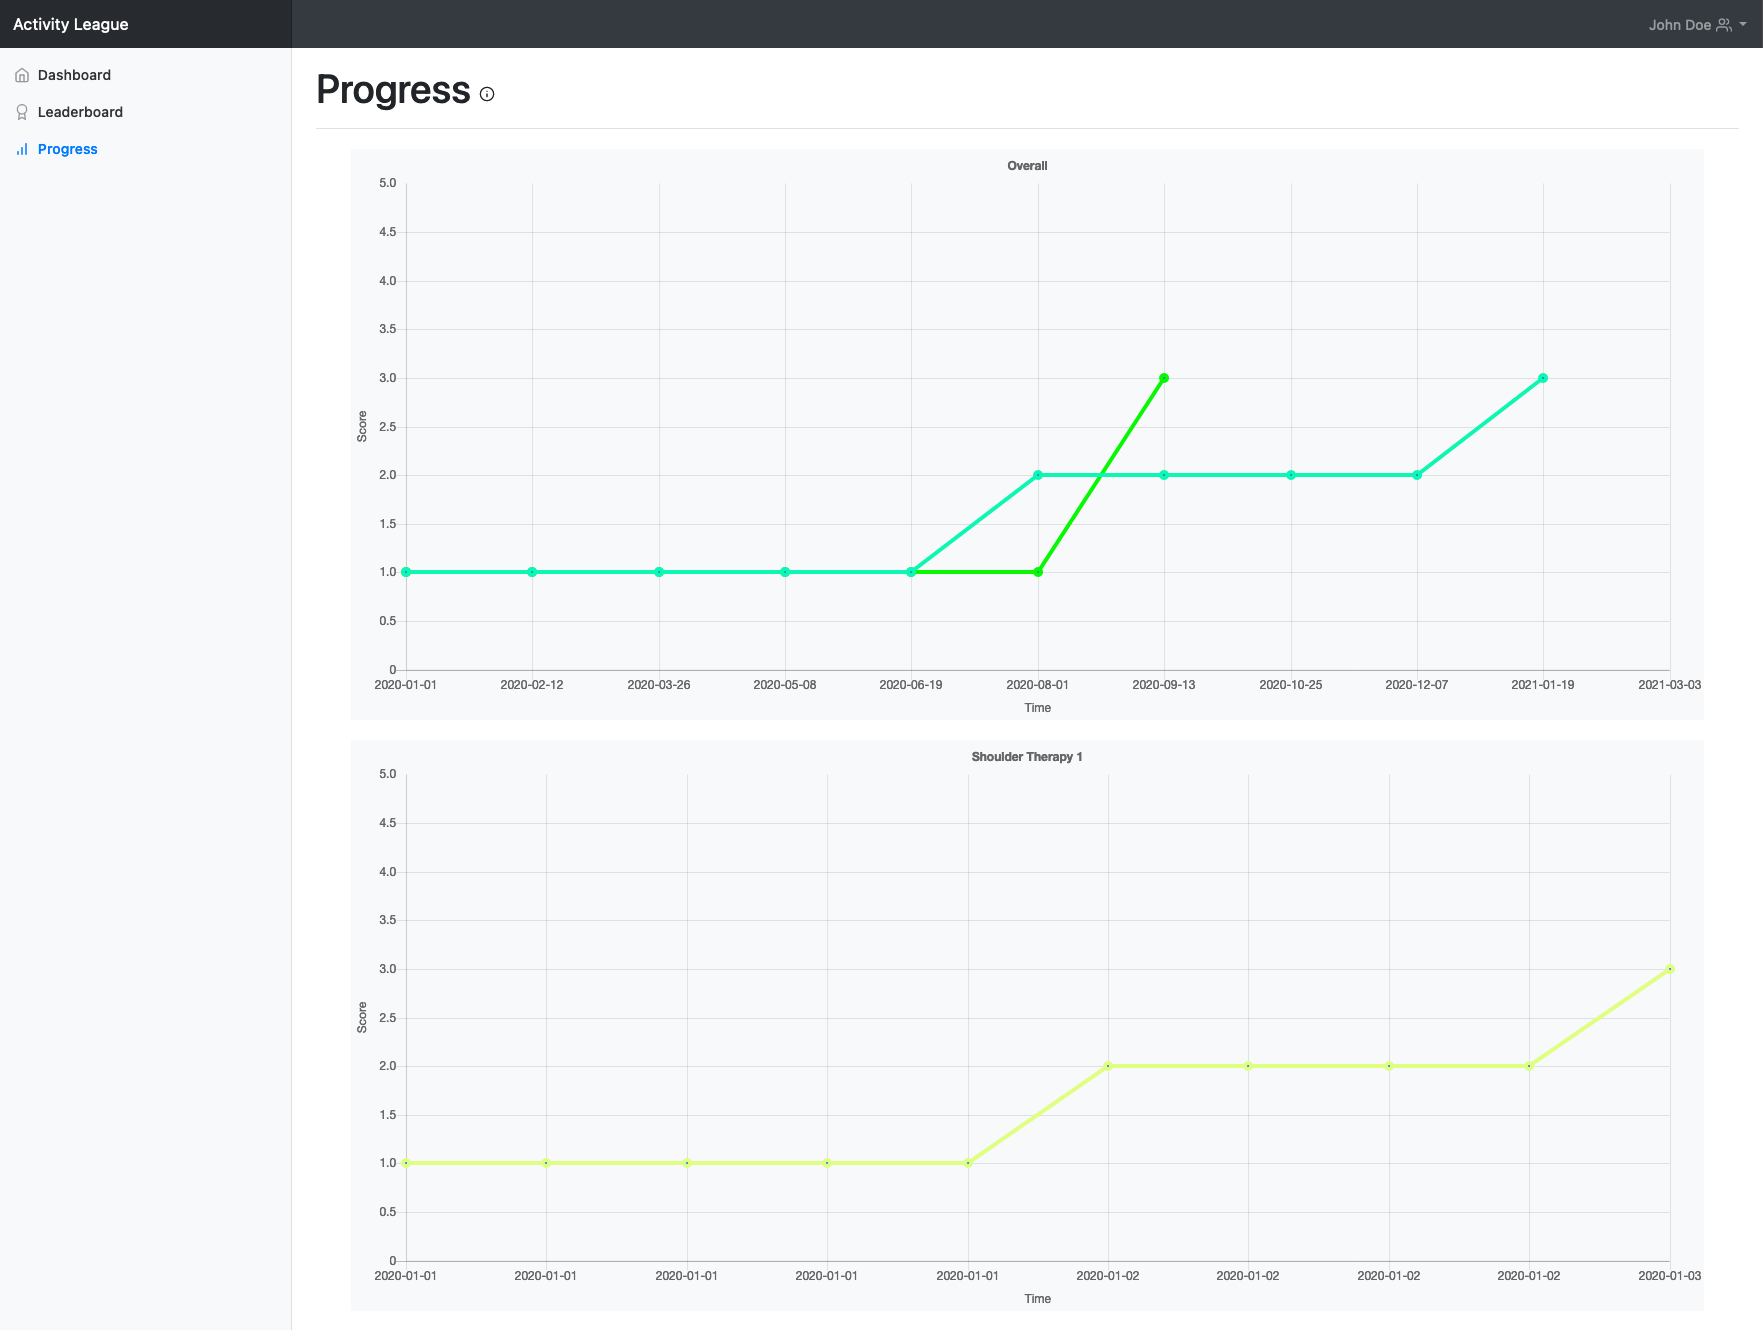 Activity League
John Doe
Dashboard
Leaderboard
Progress
Progress
Overall
5.0
4.5
4.0
3.5
3.0
2.5
2.0
1.5
1.0
0.5
0
Score
2020-01-01 2020-02-12 2020-03-26 2020-05-08 2020-06-19 2020-08-01 2020-09-13 2020-10-25 2020-12-07 2021-01-19 2021-03-03
Time
Shoulder Therapy 1
5.0
4.5
4.0
3.5
3.0
2.5
2.0
1.5
1.0
0.5
0
Score
2020-01-01 2020-01-01 2020-01-01 2020-01-01 2020-01-01 2020-01-02 2020-01-02 2020-01-02 2020-01-02 2020-01-03
Time